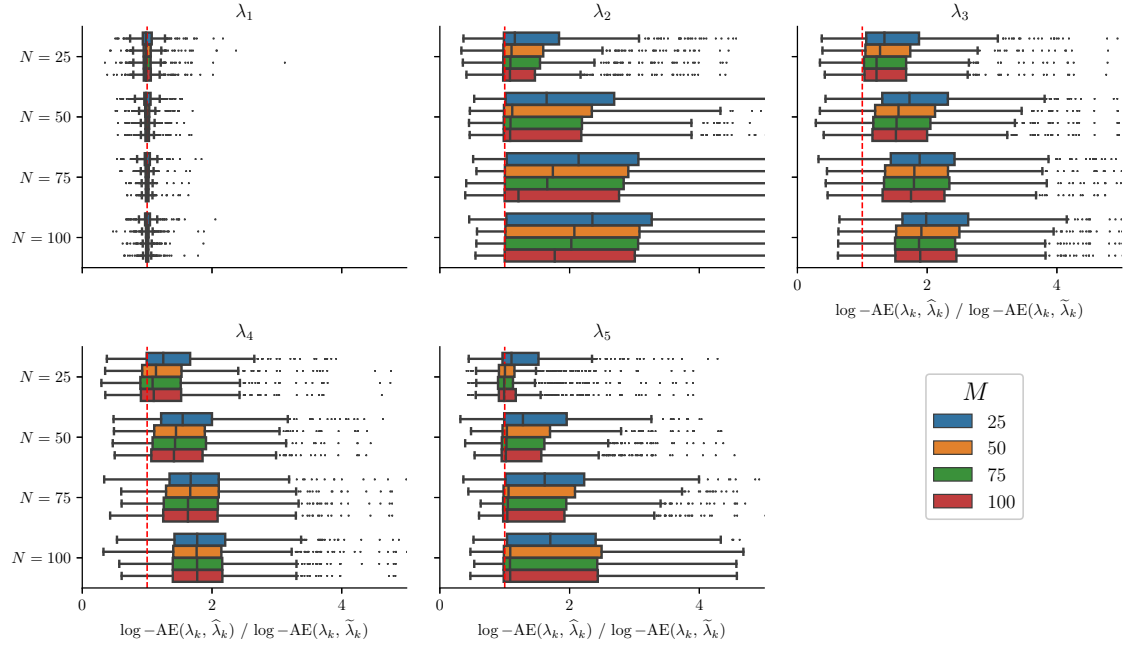 λ₁
λ₂
λ₃
N = 25
N = 50
N = 75
N = 100
0 2 4
log −AE(λₖ, λ̂ₖ) / log −AE(λₖ, λ̃ₖ)
λ₄
λ₅
N = 25
N = 50
N = 75
N = 100
0 2 4
0 2 4
log −AE(λₖ, λ̂ₖ) / log −AE(λₖ, λ̃ₖ)
log −AE(λₖ, λ̂ₖ) / log −AE(λₖ, λ̃ₖ)
M
25
50
75
100